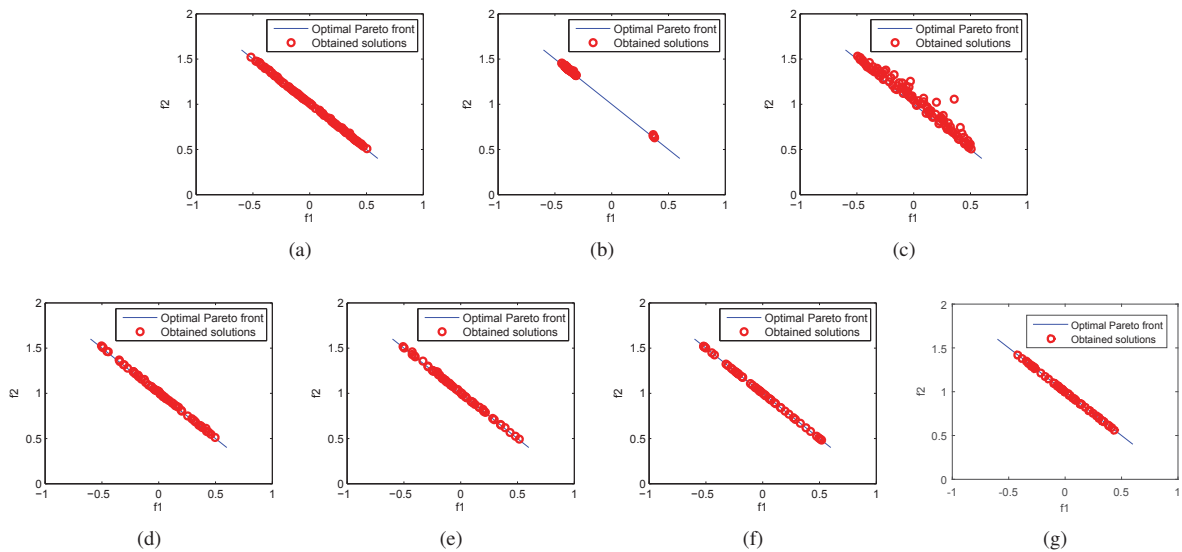 2
Optimal Pareto front
Obtained solutions
1.5
f2
1
0.5
0
−1
−0.5
0
0.5
1
f1
(a)
2
Optimal Pareto front
Obtained solutions
1.5
f2
1
0.5
0
−1
−0.5
0
0.5
1
f1
(b)
2
Optimal Pareto front
Obtained solutions
1.5
f2
1
0.5
0
−1
−0.5
0
0.5
1
f1
(c)
2
Optimal Pareto front
Obtained solutions
1.5
f2
1
0.5
0
−1
−0.5
0
0.5
1
f1
(d)
2
Optimal Pareto front
Obtained solutions
1.5
f2
1
0.5
0
−1
−0.5
0
0.5
1
f1
(e)
2
Optimal Pareto front
Obtained solutions
1.5
f2
1
0.5
0
−1
−0.5
0
0.5
1
f1
(f)
2
Optimal Pareto front
Obtained solutions
1.5
f2
1
0.5
0
-1
-0.5
0
0.5
1
f1
(g)